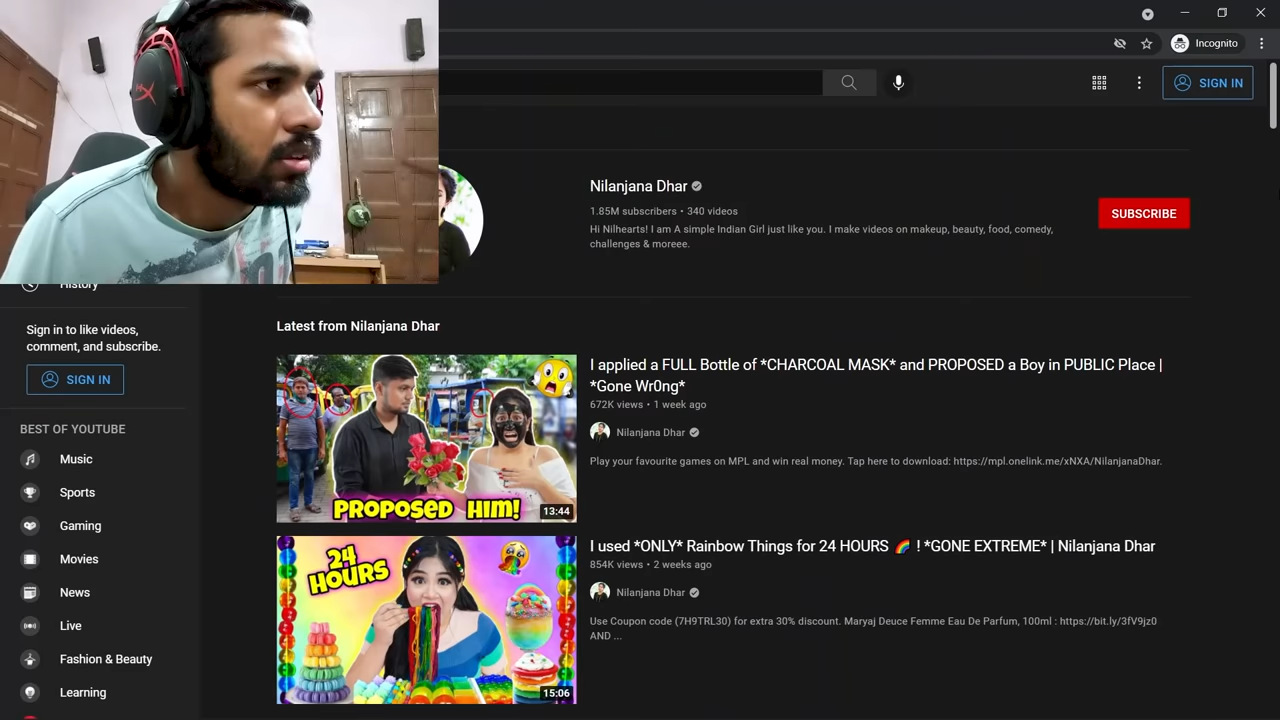 Incognito
SIGN IN
Nilanjana Dhar
1.85M subscribers • 340 videos
SUBSCRIBE
Hi Nilhearts! I am A simple Indian Girl just like you. I make videos on makeup, beauty, food, comedy,
challenges & moreee.
History
Sign in to like videos,
comment, and subscribe.
SIGN IN
BEST OF YOUTUBE
Music
Sports
Gaming
Movies
News
Live
Fashion & Beauty
Learning
Latest from Nilanjana Dhar
PROPOSED HIM!
13:44
I applied a FULL Bottle of *CHARCOAL MASK* and PROPOSED a Boy in PUBLIC Place |
*Gone Wr0ng*
672K views • 1 week ago
Nilanjana Dhar
Play your favourite games on MPL and win real money. Tap here to download: https://mpl.onelink.me/xNXA/NilanjanaDhar.
24
HOURS
15:06
I used *ONLY* Rainbow Things for 24 HOURS 🌈 ! *GONE EXTREME* | Nilanjana Dhar
854K views • 2 weeks ago
Nilanjana Dhar
Use Coupon code (7H9TRL30) for extra 30% discount. Maryaj Deuce Femme Eau De Parfum, 100ml : https://bit.ly/3fV9jz0
AND ...